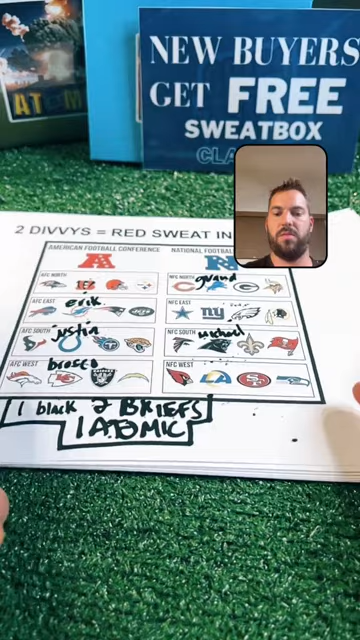 AT M
NEW BUYERS
GET FREE
SWEATBOX
CLA
2 DIVVYS = RED SWEAT IN
AMERICAN FOOTBALL CONFERENCE
NATIONAL FOOTBALL
A
N
AFC NORTH
NFC NORTH
AFC EAST erik
NFC EAST
AFC SOUTH justin
NFC SOUTH michael
AFC WEST brosco
NFC WEST
1 black 2 BRIEFS
1 ATOMIC